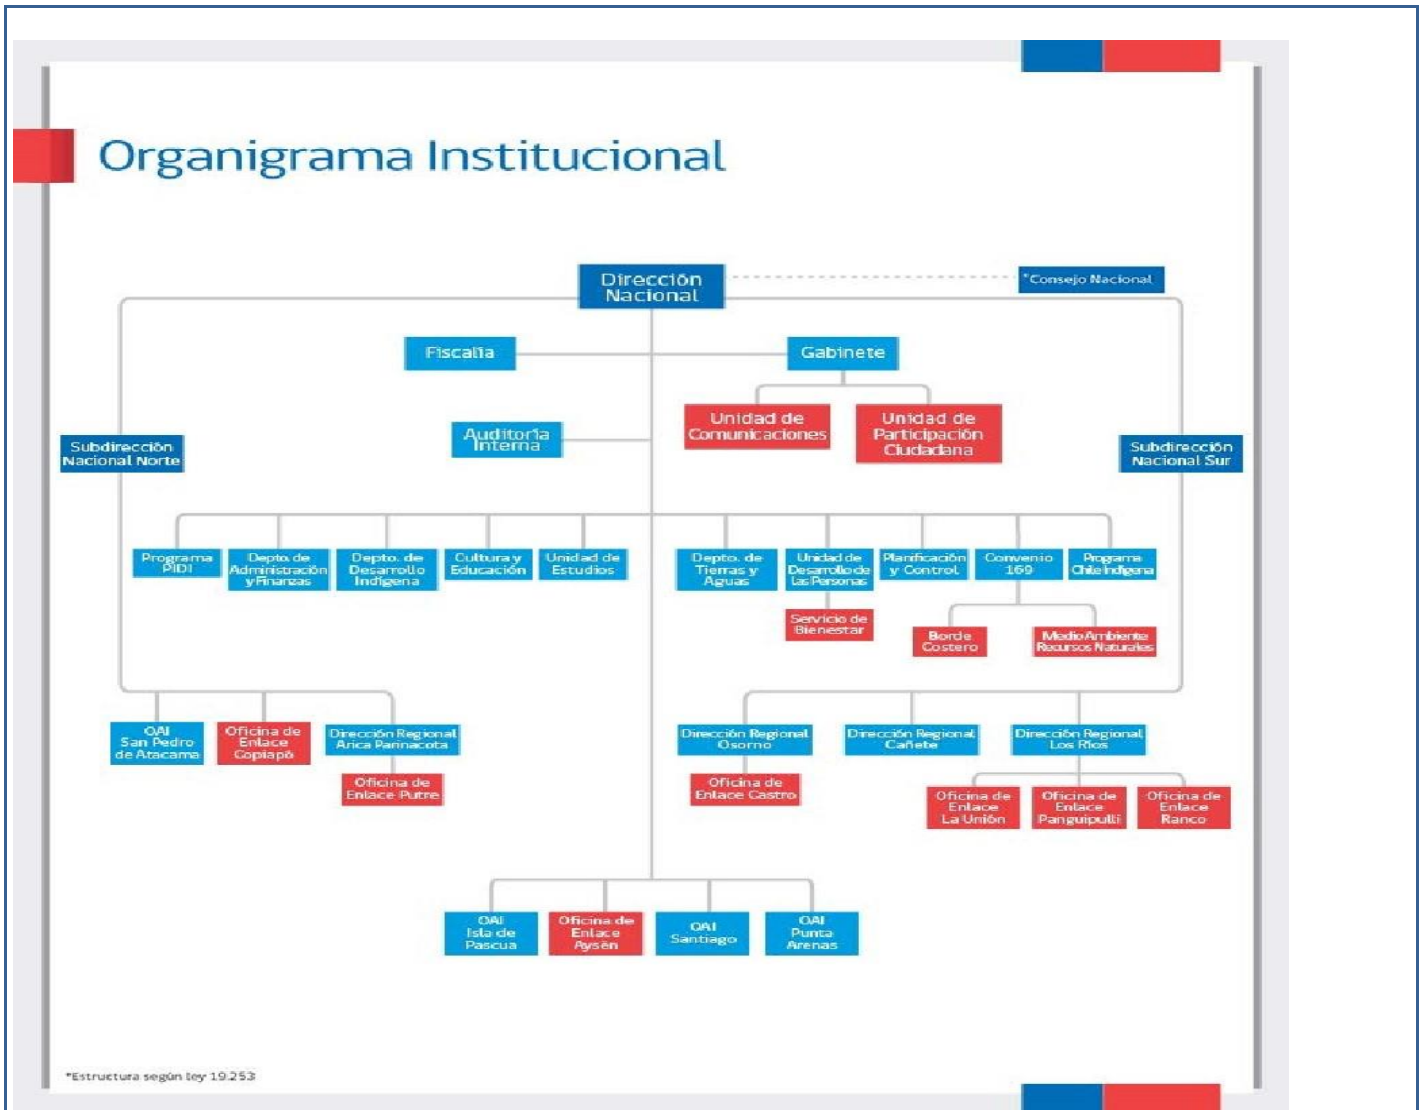 Organigrama Institucional
Dirección
Nacional
*Consejo Nacional
Fiscalía
Gabinete
Unidad de
Comunicaciones
Unidad de
Participación
Ciudadana
Auditoría
Interna
Subdirección
Nacional Norte
Subdirección
Nacional Sur
Programa
PIDI
Depto. de
Administración
y Finanzas
Depto. de
Desarrollo
Indígena
Cultura y
Educación
Unidad de
Estudios
Depto. de
Tierras y
Aguas
Unidad de
Desarrollo de
las Personas
Planificación
y Control
Convenio
169
Programa
Chile Indígena
Servicio de
Bienestar
Borde
Costero
Medio Ambiente
Recursos Naturales
OAI
San Pedro
de Atacama
Oficina de
Enlace
Copiapó
Dirección Regional
Arica Parinacota
Oficina de
Enlace Putre
Dirección Regional
Osorno
Dirección Regional
Cañete
Dirección Regional
Los Ríos
Oficina de
Enlace Castro
Oficina de
Enlace
La Unión
Oficina de
Enlace
Panguipulli
Oficina de
Enlace
Ranco
OAI
Isla de
Pascua
Oficina de
Enlace
Aysén
OAI
Santiago
OAI
Punta
Arenas
*Estructura según ley 19.253